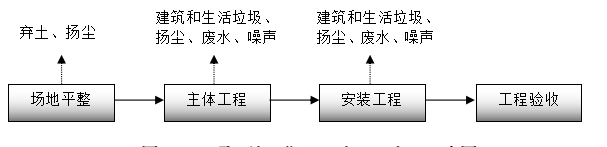 弃土、扬尘
建筑和生活垃圾、
扬尘、废水、噪声
建筑和生活垃圾、
扬尘、废水、噪声
场地平整
主体工程
安装工程
工程验收